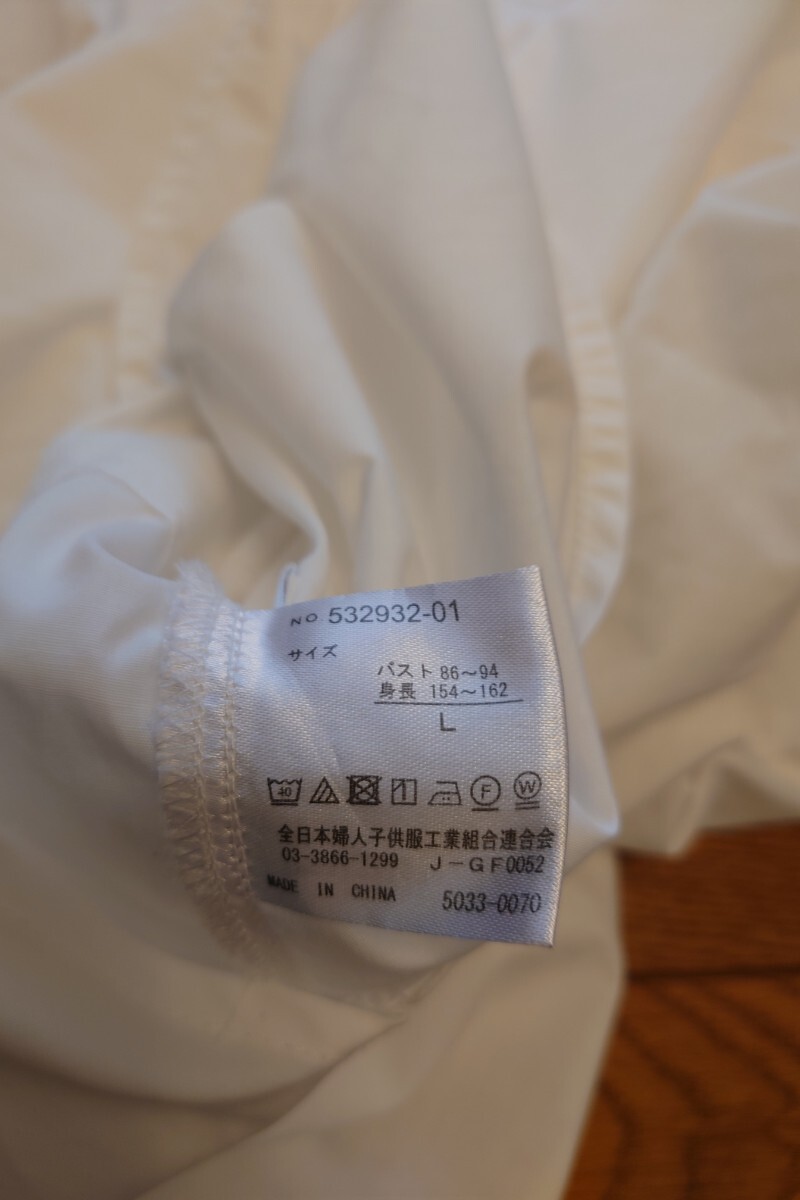 NO 532932-01
サイズ
バスト 86～94
身長 154～162
L
40 F W
全日本婦人子供服工業組合連合会
03-3866-1299 J-GF0052
MADE IN CHINA 5033-0070